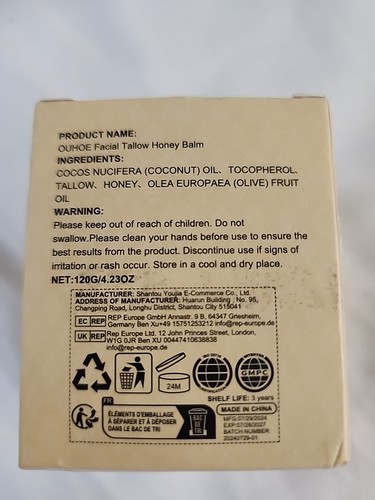 PRODUCT NAME:
OUHOE Facial Tallow Honey Balm
INGREDIENTS:
COCOS NUCIFERA (COCONUT) OIL、TOCOPHEROL、
TALLOW、HONEY、OLEA EUROPAEA (OLIVE) FRUIT
OIL
WARNING:
Please keep out of reach of children. Do not
swallow.Please clean your hands before use to ensure the
best results from the product. Discontinue use if signs of
irritation or rash occur. Store in a cool and dry place.
NET:120G/4.23OZ
MANUFACTURER: Shantou Youjia E-Commerce Co., Ltd.
ADDRESS OF MANUFACTURER: Huarun Building , No. 95,
Changping Road, Longhu District, Shantou City 515041
EC REP
REP Europe GmbH Annastr. 9 B, 64347 Griesheim,
Germany Ben Xu+49 15751253212 info@rep-europe.de
UK REP
Rep Europe Ltd. 12 John Princes Street, London,
W1G 0JR Ben XU 00447410638838
info@rep-europe.de
24M
GMPC
SHELF LIFE: 3 years
FR
ÉLÉMENTS D'EMBALLAGE
À SÉPARER ET À DÉPOSER
DANS LE BAC DE TRI
BAC
DE
TRI
MADE IN CHINA
MFG:07/29/2024
EXP:07/28/2027
BATCH NUMBER:
20240729-01